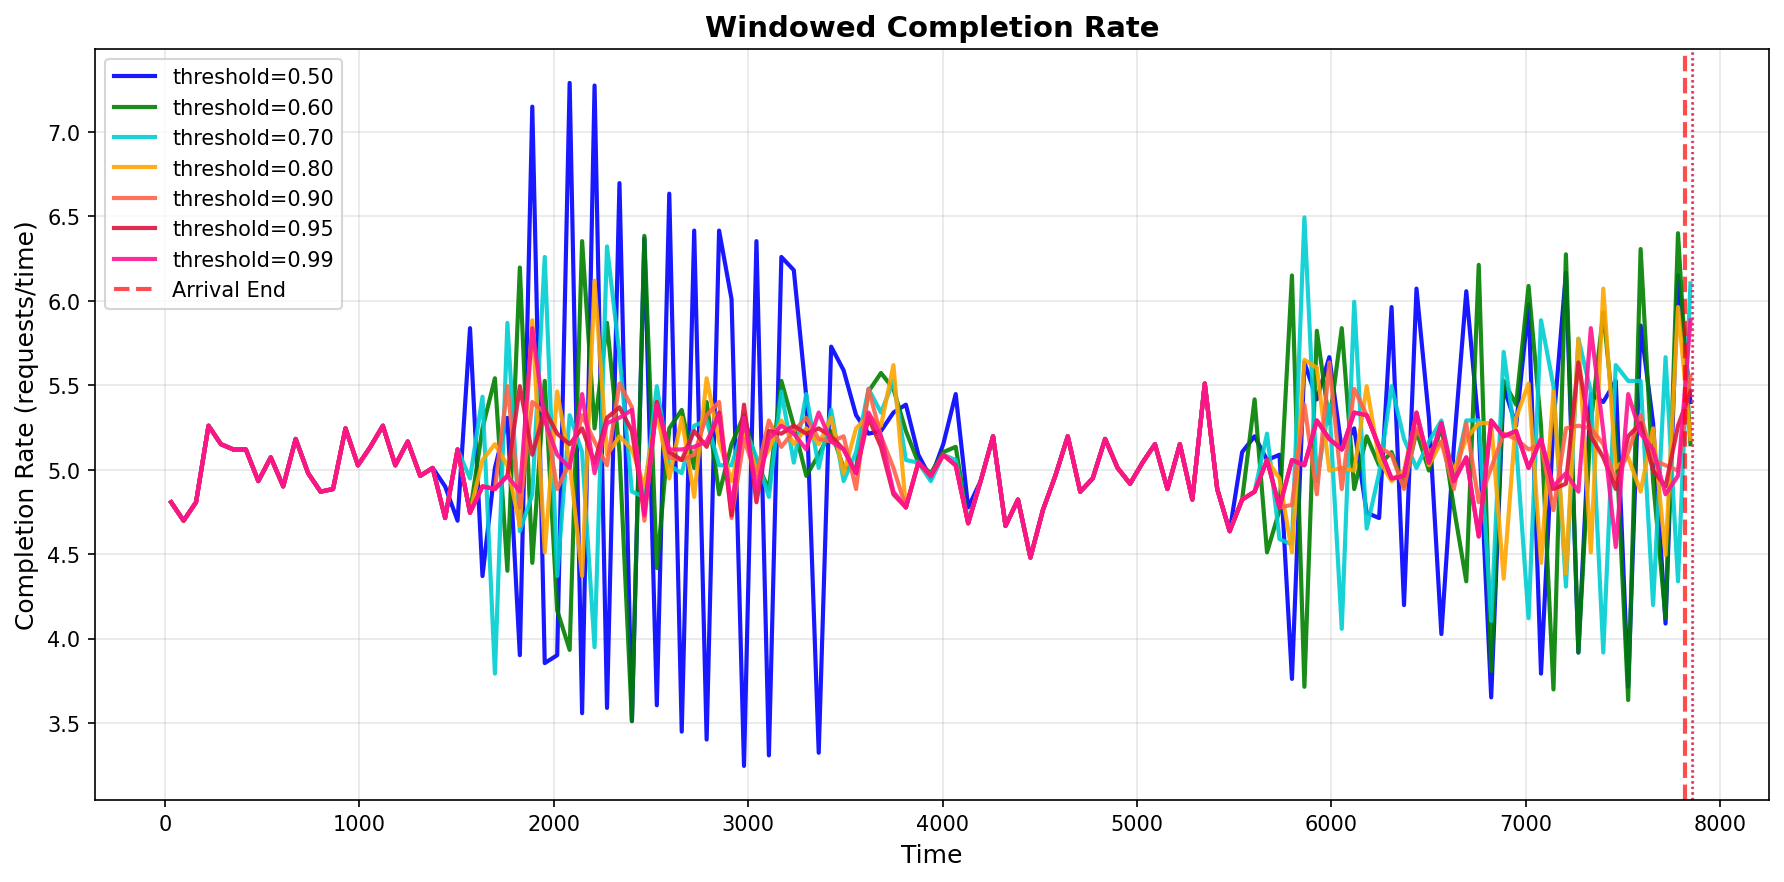 Windowed Completion Rate
threshold=0.50
threshold=0.60
threshold=0.70
threshold=0.80
threshold=0.90
threshold=0.95
threshold=0.99
Arrival End
Completion Rate (requests/time)
7.0
6.5
6.0
5.5
5.0
4.5
4.0
3.5
0 1000 2000 3000 4000 5000 6000 7000 8000
Time